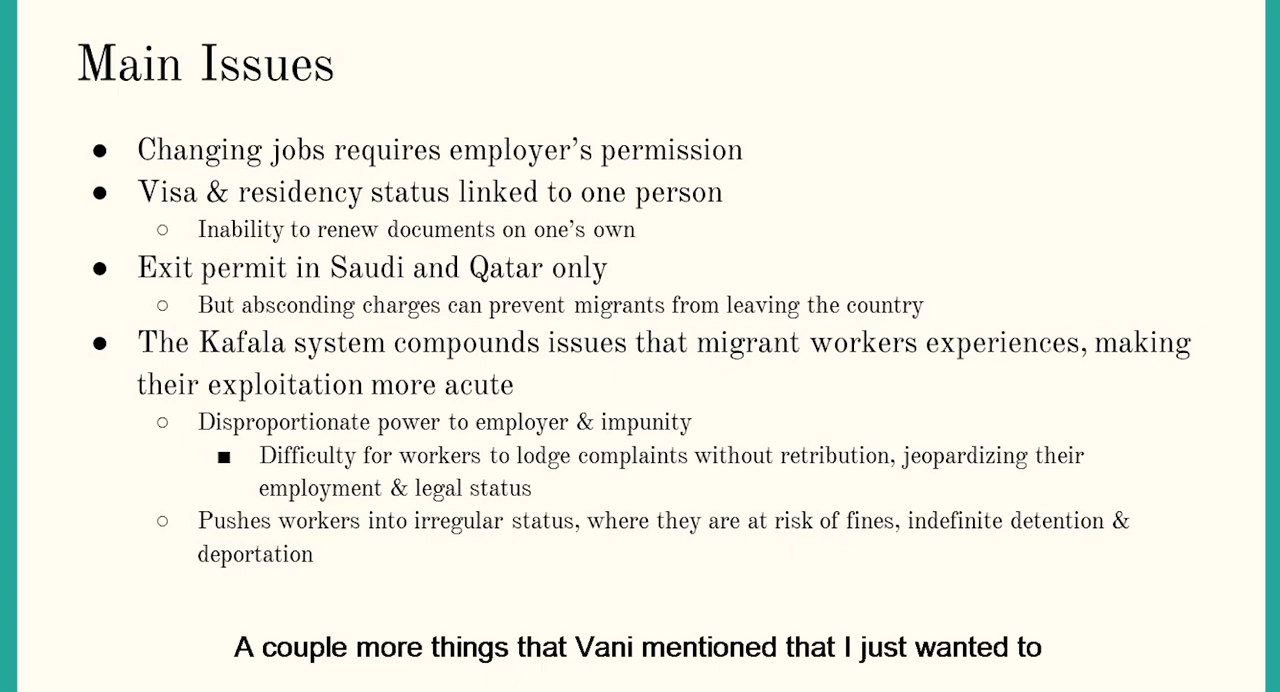 Main Issues
● Changing jobs requires employer’s permission
● Visa & residency status linked to one person
○ Inability to renew documents on one’s own
● Exit permit in Saudi and Qatar only
○ But absconding charges can prevent migrants from leaving the country
● The Kafala system compounds issues that migrant workers experiences, making
their exploitation more acute
○ Disproportionate power to employer & impunity
■ Difficulty for workers to lodge complaints without retribution, jeopardizing their
employment & legal status
○ Pushes workers into irregular status, where they are at risk of fines, indefinite detention &
deportation
A couple more things that Vani mentioned that I just wanted to